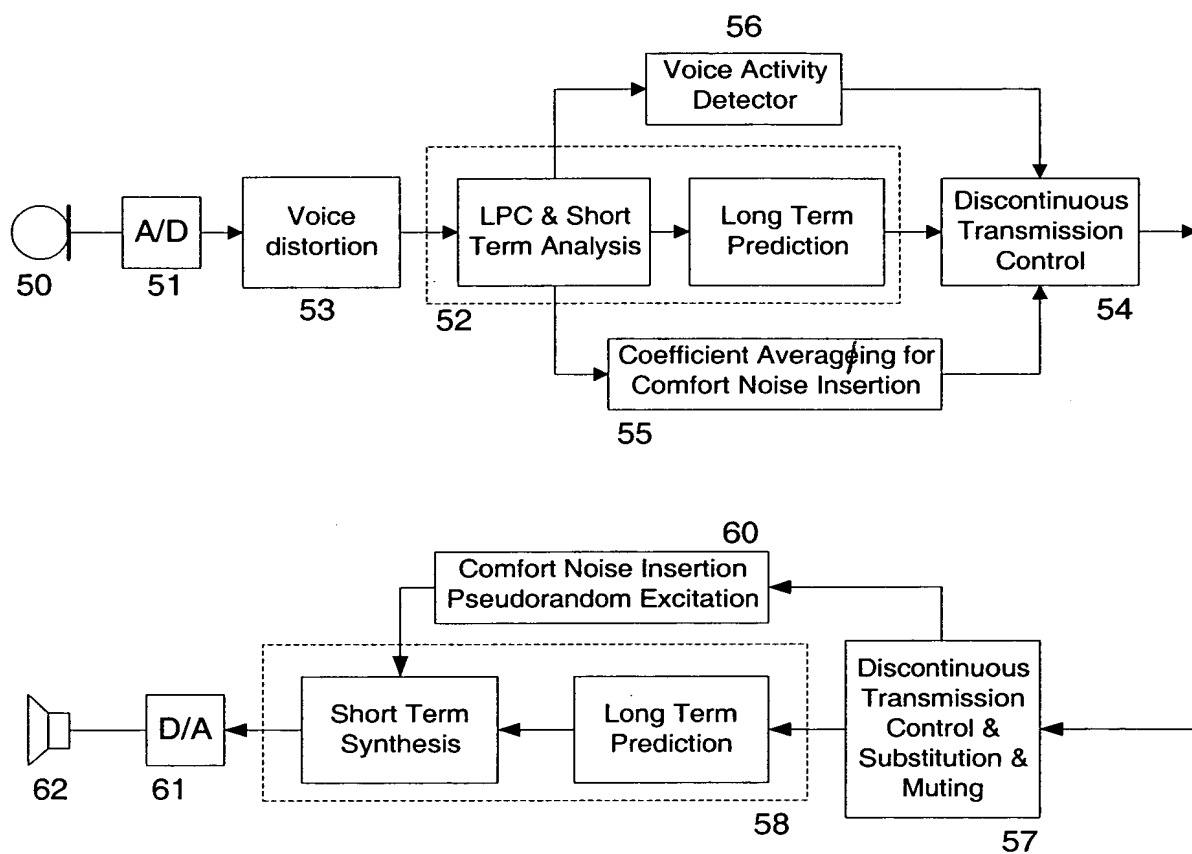 56
Voice Activity
Detector
A/D
Voice
distortion
LPC & Short
Term Analysis
Long Term
Prediction
Discontinuous
Transmission
Control
50
51
53
52
54
Coefficient Averaging for
Comfort Noise Insertion
55
60
Comfort Noise Insertion
Pseudorandom Excitation
D/A
Short Term
Synthesis
Long Term
Prediction
Discontinuous
Transmission
Control &
Substitution &
Muting
62
61
58
57